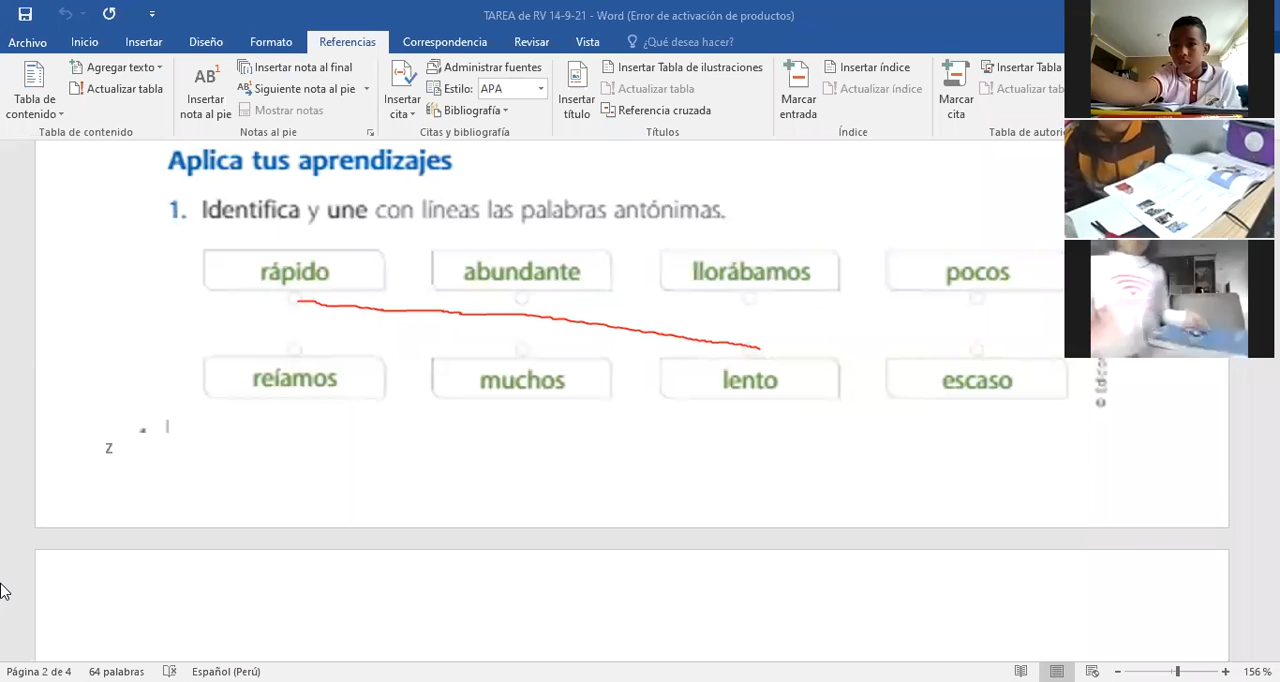 TAREA de RV 14-9-21 - Word (Error de activación de productos)
Archivo Inicio Insertar Diseño Formato Referencias Correspondencia Revisar Vista ¿Qué desea hacer?
Tabla de contenido
Agregar texto
Actualizar tabla
Tabla de contenido
AB1
Insertar nota al pie
Insertar nota al final
AB1 Siguiente nota al pie
Mostrar notas
Notas al pie
Insertar cita
Administrar fuentes
Estilo: APA
Bibliografía
Citas y bibliografía
Insertar título
Insertar Tabla de ilustraciones
Actualizar tabla
Referencia cruzada
Títulos
Marcar entrada
Insertar índice
Actualizar índice
Índice
Marcar cita
Insertar Tabla
Actualizar tab
Tabla de autorio
Aplica tus aprendizajes
1. Identifica y une con líneas las palabras antónimas.
rápido abundante llorábamos pocos
reíamos muchos lento escaso
z
Página 2 de 4 64 palabras Español (Perú) 156 %